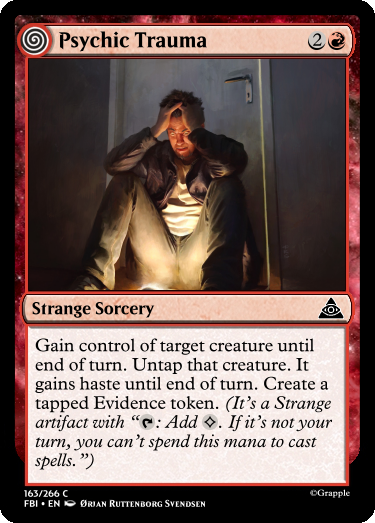 Psychic Trauma 2
Strange Sorcery
Gain control of target creature until
end of turn. Untap that creature. It
gains haste until end of turn. Create a
tapped Evidence token. (It's a Strange
artifact with “: Add . If it's not your
turn, you can't spend this mana to cast
spells.”)
163/266 C
©Grapple
FBI • EN ØRJAN RUTTENBORG SVENDSEN